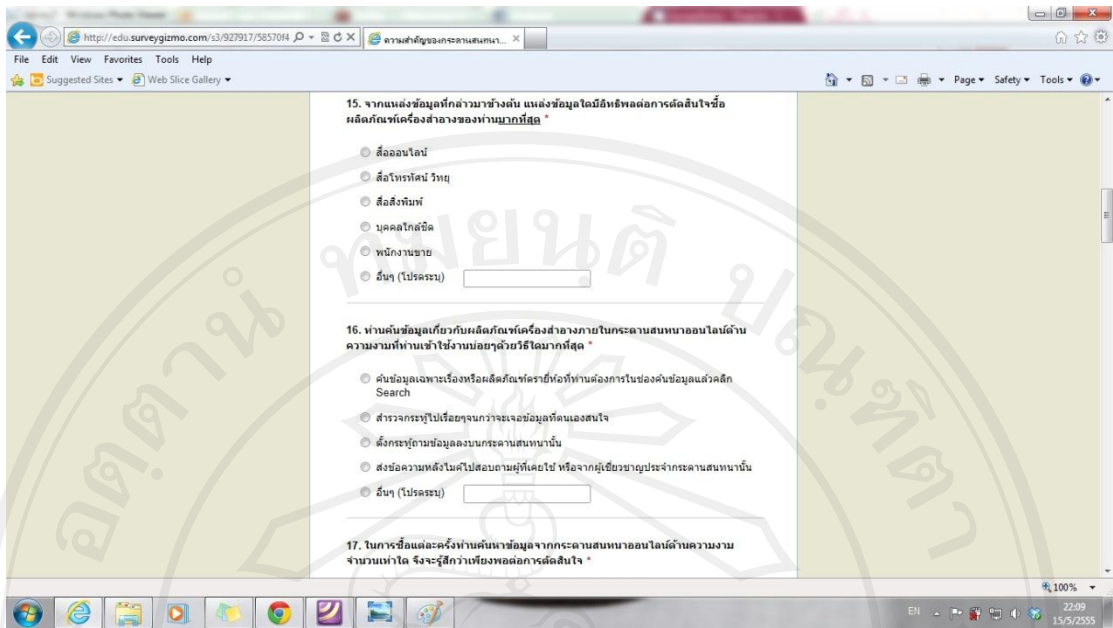 http://edu.surveygizmo.com/s3/927917/58570f4
ความสำคัญของกระดานสนทนา...
File Edit View Favorites Tools Help
Suggested Sites Web Slice Gallery Page Safety Tools
15. จากแหล่งข้อมูลที่กล่าวมาข้างต้น แหล่งข้อมูลใดมีอิทธิพลต่อการตัดสินใจซื้อ
ผลิตภัณฑ์เครื่องสำอางของท่านมากที่สุด *
สื่อออนไลน์
สื่อโทรทัศน์ วิทยุ
สื่อสิ่งพิมพ์
บุคคลใกล้ชิด
พนักงานขาย
อื่นๆ (โปรดระบุ)
16. ท่านค้นข้อมูลเกี่ยวกับผลิตภัณฑ์เครื่องสำอางภายในกระดานสนทนาออนไลน์ด้าน
ความงามที่ท่านเข้าใช้งานบ่อยๆด้วยวิธีใดมากที่สุด *
ค้นข้อมูลเฉพาะเรื่องหรือผลิตภัณฑ์ตรายี่ห้อที่ท่านต้องการในช่องค้นข้อมูลแล้วคลิก
Search
สำรวจกระทู้ไปเรื่อยๆจนกว่าจะเจอข้อมูลที่ตนเองสนใจ
ตั้งกระทู้ถามข้อมูลลงบนกระดานสนทนานั้น
ส่งข้อความหลังไมค์ไปสอบถามผู้ที่เคยใช้ หรือจากผู้เชี่ยวชาญประจำกระดานสนทนานั้น
อื่นๆ (โปรดระบุ)
17. ในการซื้อแต่ละครั้งท่านค้นหาข้อมูลจากกระดานสนทนาออนไลน์ด้านความงาม
จำนวนเท่าใด จึงจะรู้สึกว่าเพียงพอต่อการตัดสินใจ *
100%
EN 22:09
15/5/2555